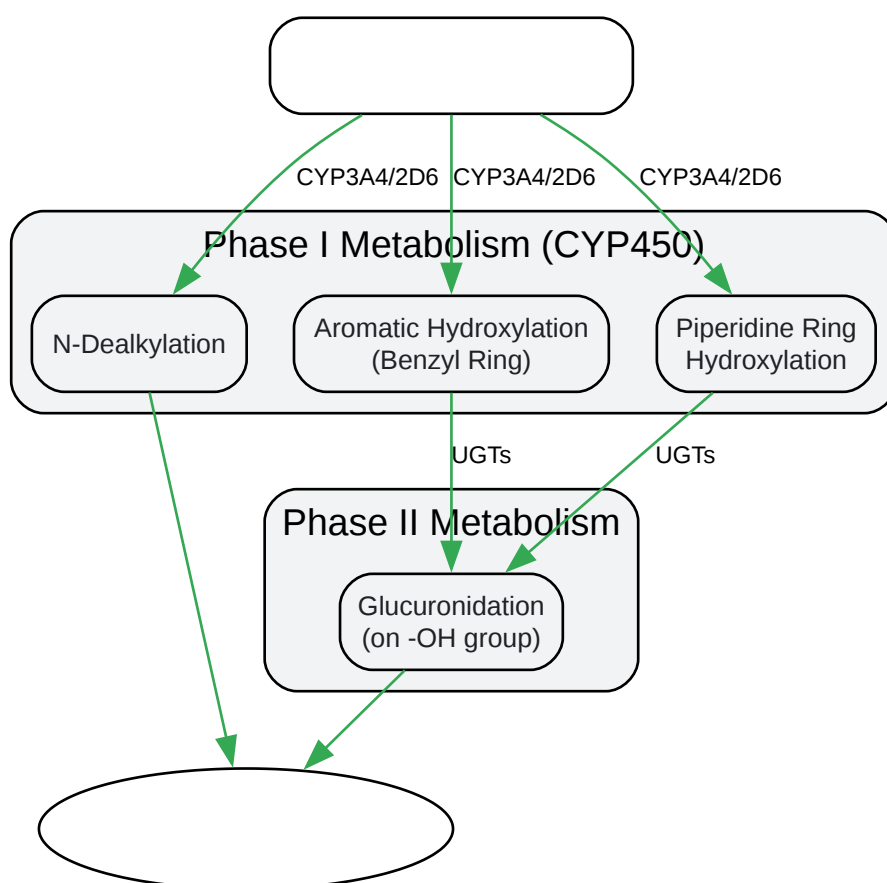 CYP3A4/2D6 CYP3A4/2D6 CYP3A4/2D6
Phase I Metabolism (CYP450)
N-Dealkylation
Aromatic Hydroxylation
(Benzyl Ring)
Piperidine Ring
Hydroxylation
UGTs UGTs
Phase II Metabolism
Glucuronidation
(on -OH group)